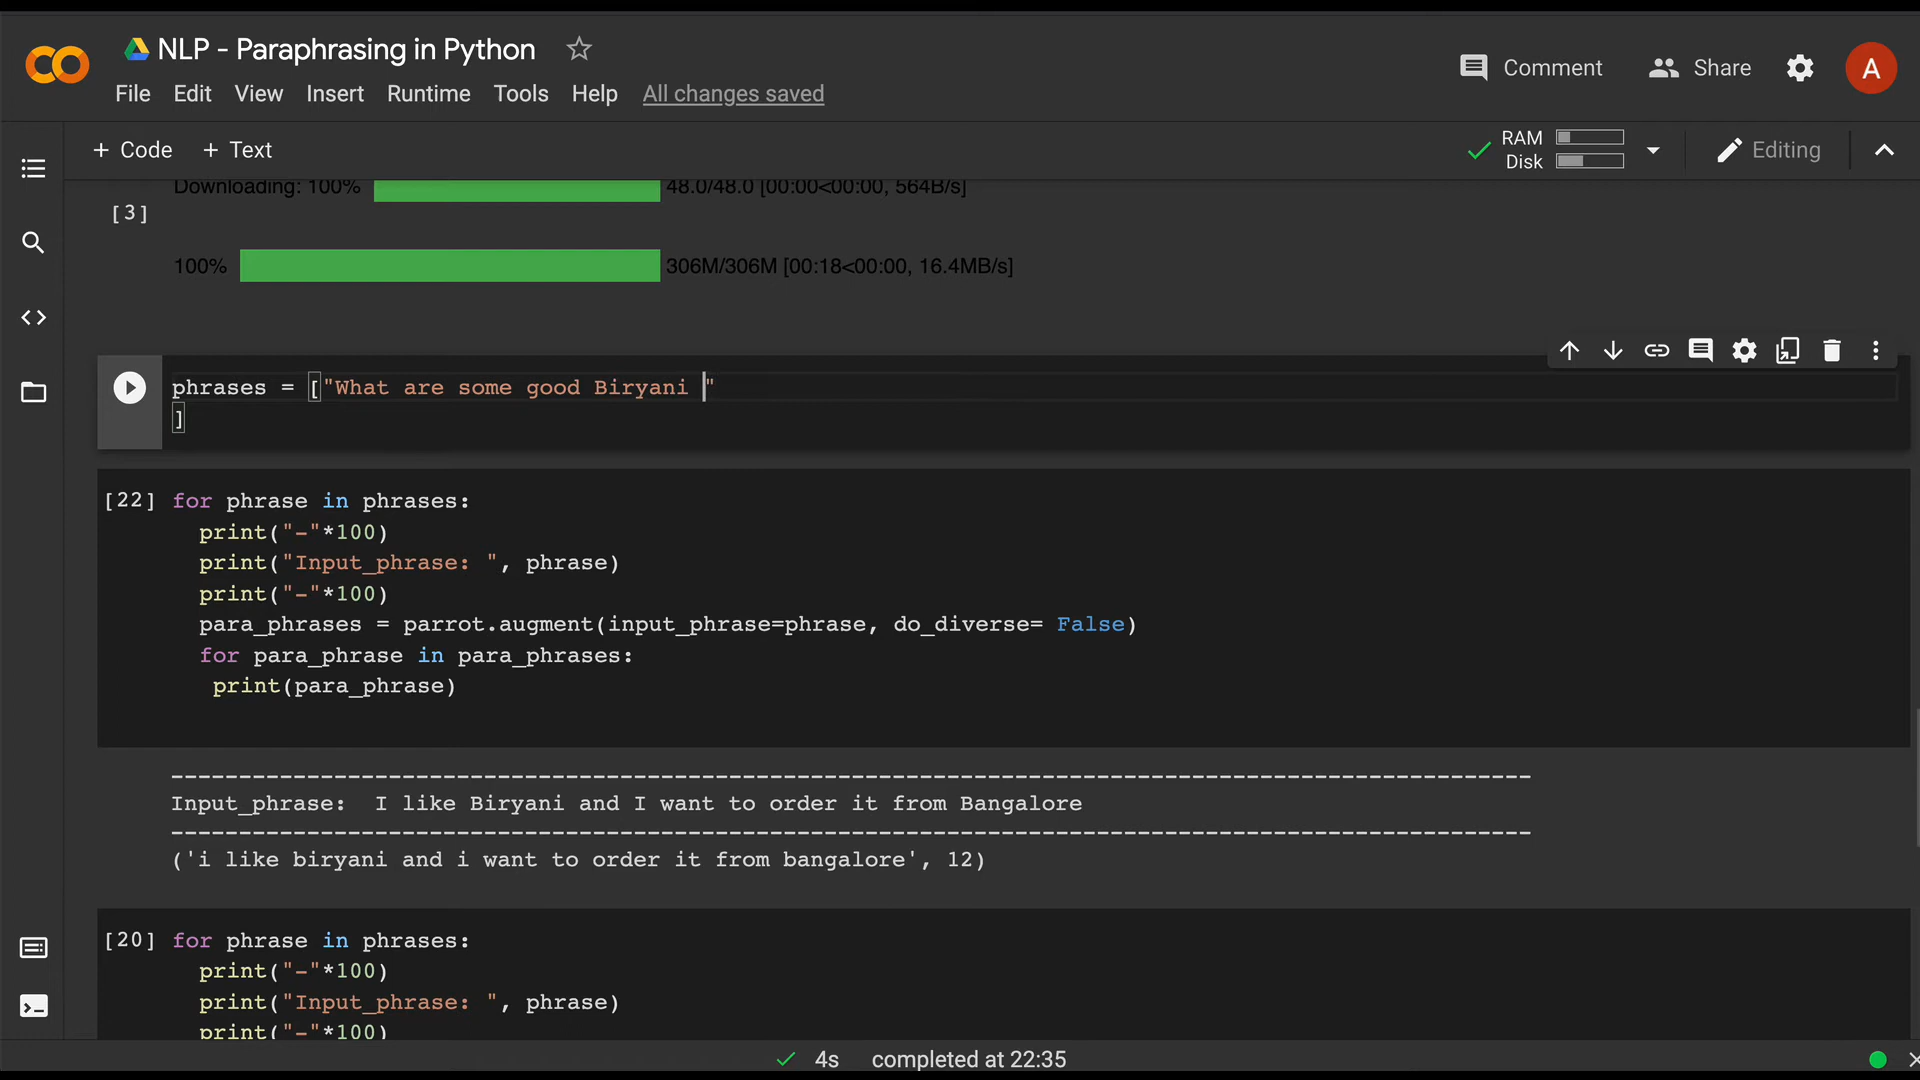 NLP - Paraphrasing in Python
Comment
Share
A
File Edit View Insert Runtime Tools Help All changes saved
+ Code + Text
RAM
Disk
Editing
Downloading: 100% 48.0/48.0 [00:00<00:00, 564B/s]
[3]
100% 306M/306M [00:18<00:00, 16.4MB/s]
phrases = ["What are some good Biryani "
]
[22] for phrase in phrases:
print("-"*100)
print("Input_phrase: ", phrase)
print("-"*100)
para_phrases = parrot.augment(input_phrase=phrase, do_diverse= False)
for para_phrase in para_phrases:
print(para_phrase)
----------------------------------------------------------------------------------------------------
Input_phrase:  I like Biryani and I want to order it from Bangalore
----------------------------------------------------------------------------------------------------
('i like biryani and i want to order it from bangalore', 12)
[20] for phrase in phrases:
print("-"*100)
print("Input_phrase: ", phrase)
print("-"*100)
4s completed at 22:35